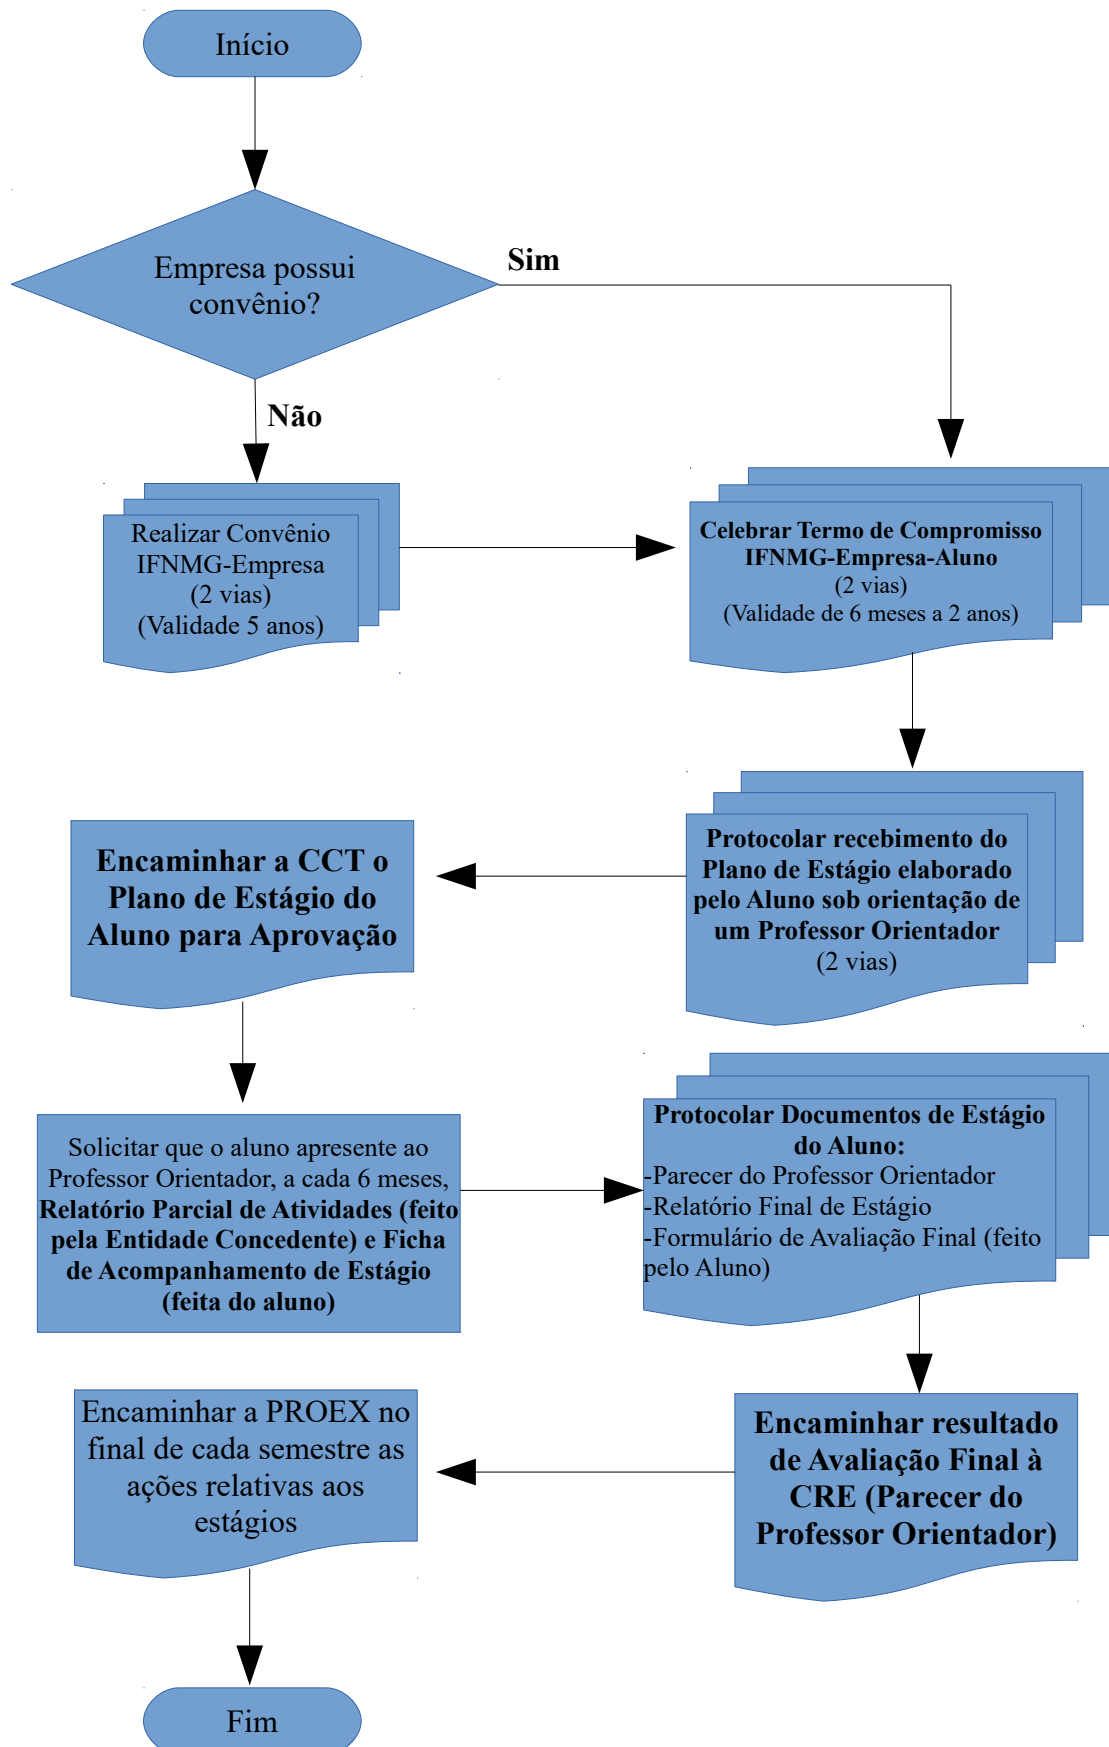 Início
Empresa possui
convênio?
Sim
Não
Realizar Convênio
IFNMG-Empresa
(2 vias)
(Validade 5 anos)
Celebrar Termo de Compromisso
IFNMG-Empresa-Aluno
(2 vias)
(Validade de 6 meses a 2 anos)
Protocolar recebimento do
Plano de Estágio elaborado
pelo Aluno sob orientação de
um Professor Orientador
(2 vias)
Encaminhar a CCT o
Plano de Estágio do
Aluno para Aprovação
Solicitar que o aluno apresente ao
Professor Orientador, a cada 6 meses,
Relatório Parcial de Atividades (feito
pela Entidade Concedente) e Ficha
de Acompanhamento de Estágio
(feita do aluno)
Protocolar Documentos de Estágio
do Aluno:
-Parecer do Professor Orientador
-Relatório Final de Estágio
-Formulário de Avaliação Final (feito
pelo Aluno)
Encaminhar resultado
de Avaliação Final à
CRE (Parecer do
Professor Orientador)
Encaminhar a PROEX no
final de cada semestre as
ações relativas aos
estágios
Fim